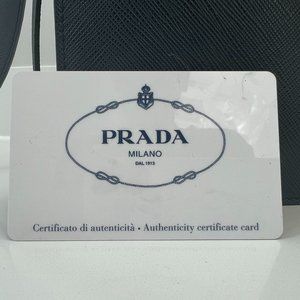 PRADA
MILANO
DAL 1913
Certificato di autenticità · Authenticity certificate card